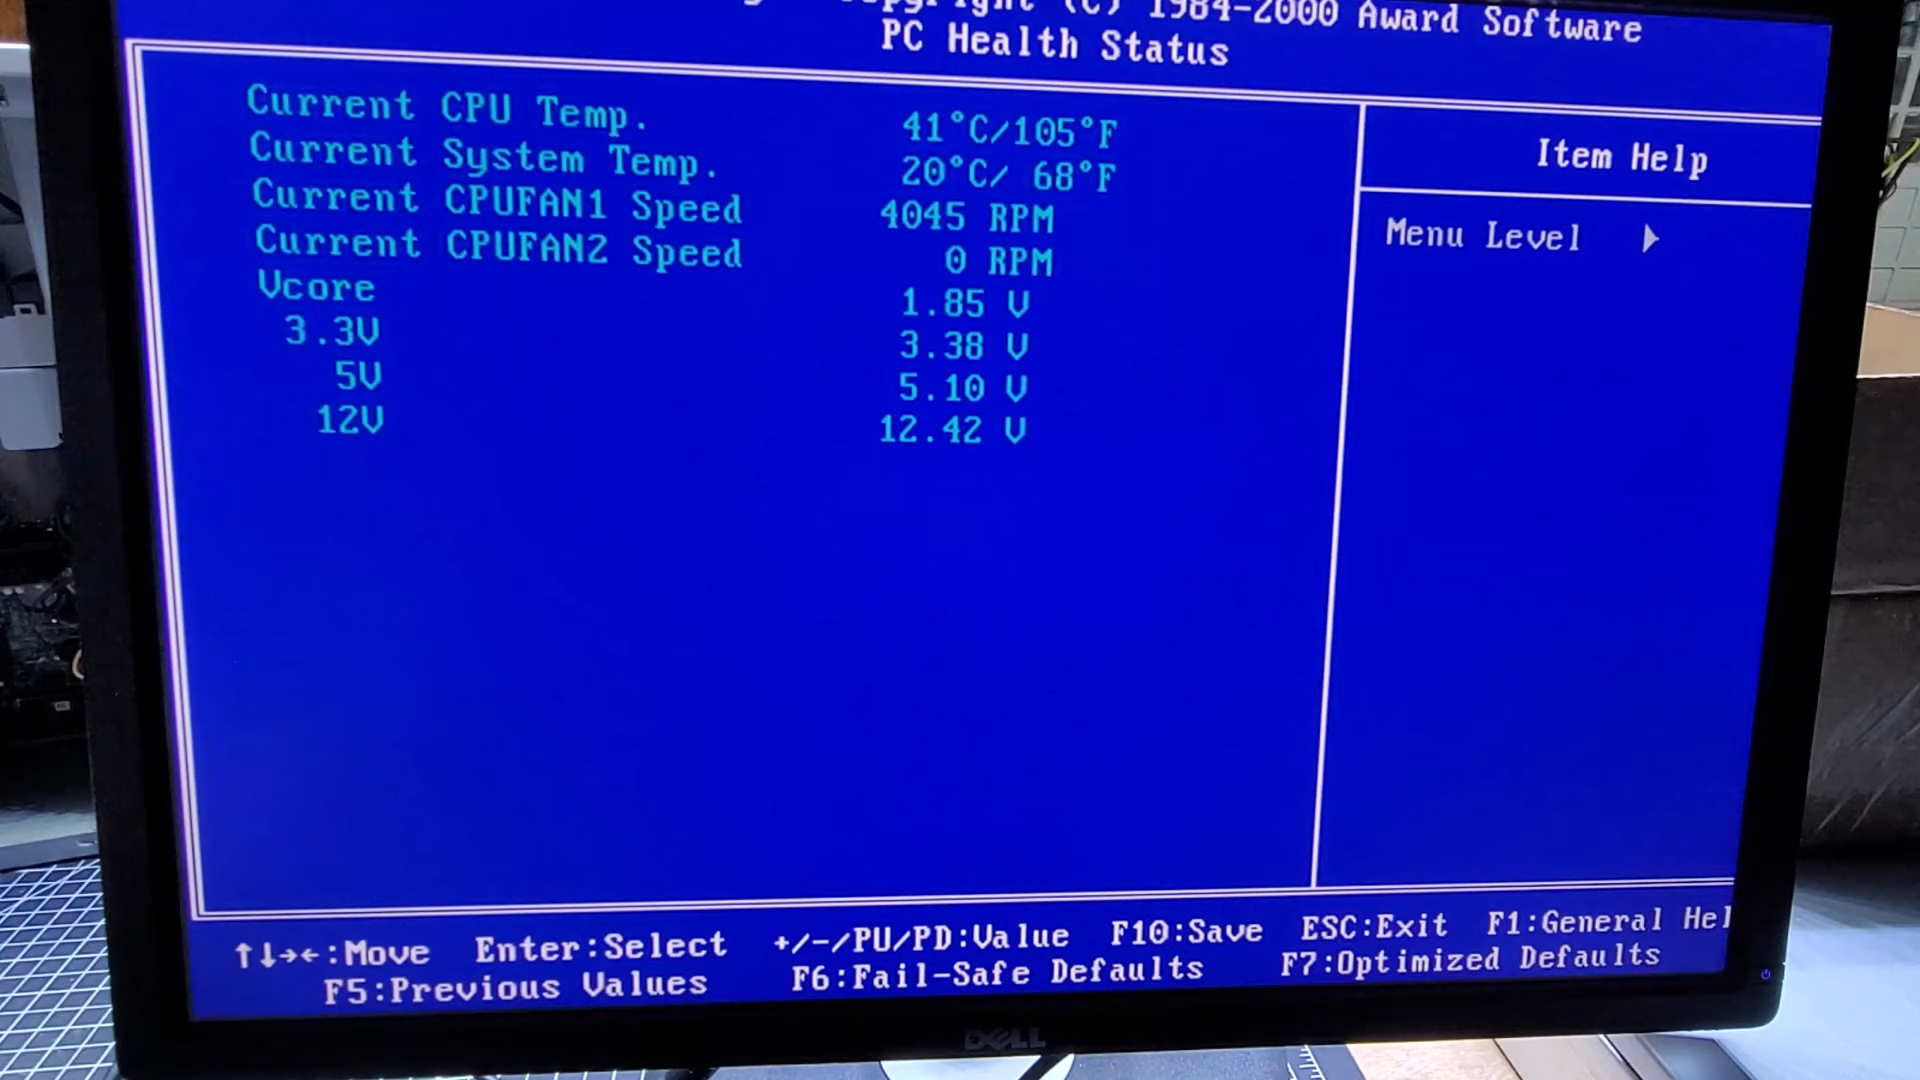 Copyright (C) 1984-2000 Award Software
PC Health Status
Current CPU Temp. 41°C/105°F
Current System Temp. 20°C/ 68°F
Current CPUFAN1 Speed 4045 RPM
Current CPUFAN2 Speed 0 RPM
Vcore 1.85 V
3.3V 3.38 V
5V 5.10 V
12V 12.42 V
Item Help
Menu Level ▶
↑↓→←:Move Enter:Select +/-/PU/PD:Value F10:Save ESC:Exit F1:General Hel
F5:Previous Values F6:Fail-Safe Defaults F7:Optimized Defaults
DELL